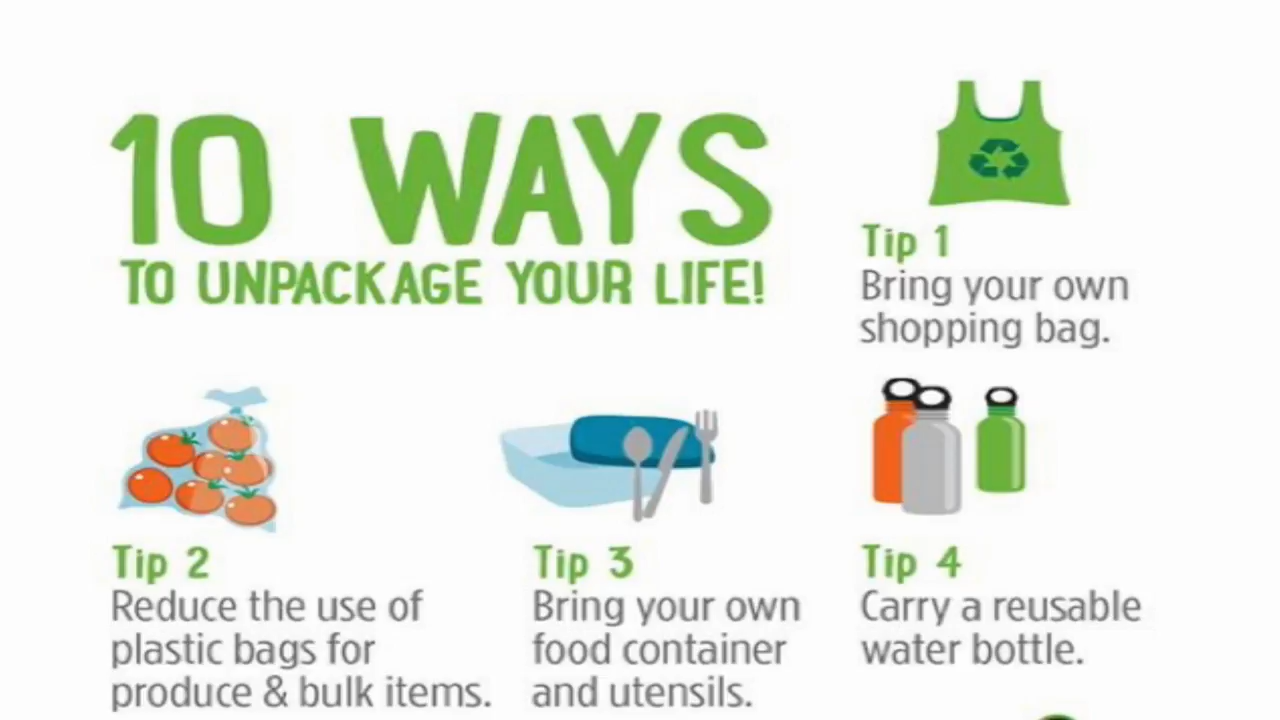 10 WAYS
TO UNPACKAGE YOUR LIFE!
Tip 1
Bring your own
shopping bag.
Tip 2
Reduce the use of
plastic bags for
produce & bulk items.
Tip 3
Bring your own
food container
and utensils.
Tip 4
Carry a reusable
water bottle.